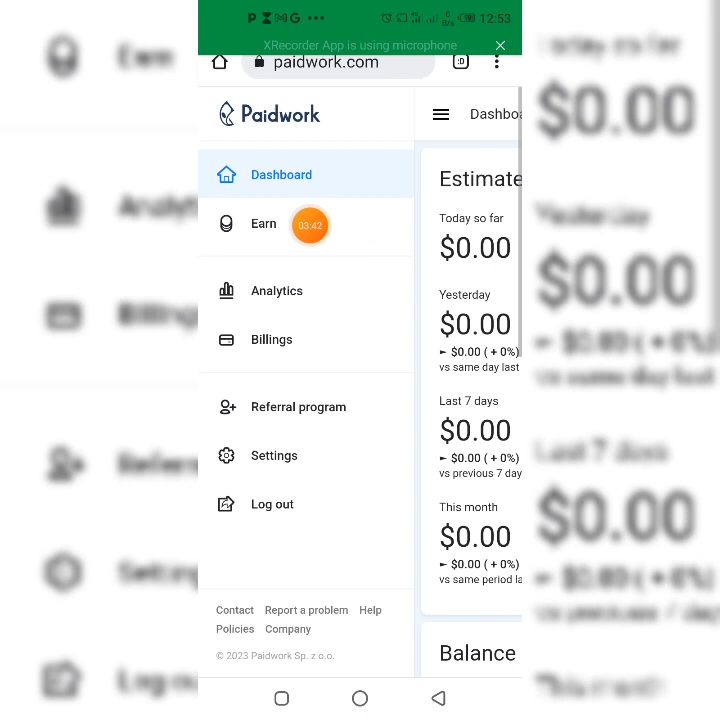 12:53
XRecorder App is using microphone
paidwork.com
:D
Paidwork
Dashboa
Dashboard
Earn
03:42
Analytics
Billings
Referral program
Settings
Log out
Contact Report a problem Help
Policies Company
© 2023 Paidwork Sp. z o.o.
Estimate
Today so far
$0.00
Yesterday
$0.00
► $0.00 ( + 0%)
vs same day last
Last 7 days
$0.00
► $0.00 ( + 0%)
vs previous 7 day
This month
$0.00
► $0.00 ( + 0%)
vs same period la
Balance